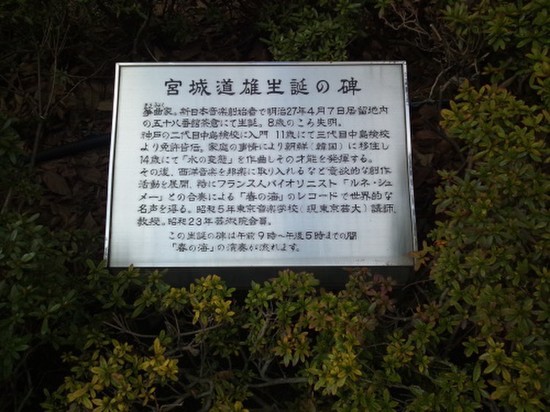 宮城道雄生誕の碑
そうきょく
箏曲家。新日本音楽創始者で明治27年4月7日居留地内
の五十八番館茶倉にて生誕。8歳のころ失明。
神戸の二代目中島検校に入門 11歳にて三代目中島検校
より免許皆伝。家庭の事情により朝鮮(韓国)に移住し
14歳にて「水の変態」を作曲しその才能を発揮する。
その後、西洋音楽を邦楽に取り入れるなど意欲的な創作
活動を展開、特にフランス人バイオリニスト「ルネ・シュ
メー」との合奏による「春の海」のレコードで世界的な
名声を得る。昭和5年東京音楽学校(現東京芸大)講師、
教授。昭和23年芸術院会員。
この生誕の碑は午前9時~午後5時までの間
「春の海」の演奏が流れます。